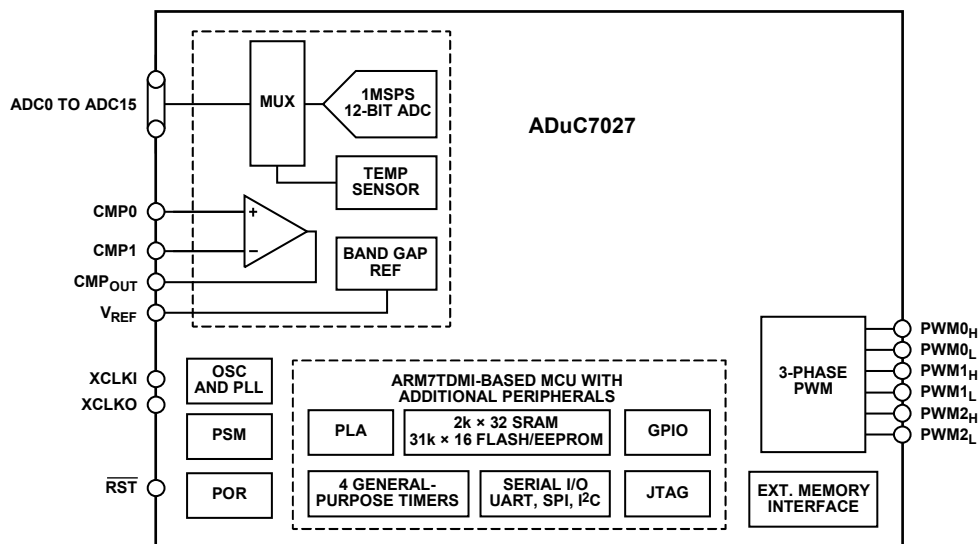 ADuC7027
ADC0 TO ADC15
MUX
1MSPS
12-BIT ADC
TEMP
SENSOR
CMP0
+
CMP1
−
CMPOUT
BAND GAP
REF
VREF
XCLKI
XCLKO
OSC
AND PLL
PSM
RST
POR
ARM7TDMI-BASED MCU WITH
ADDITIONAL PERIPHERALS
PLA
2k × 32 SRAM
31k × 16 FLASH/EEPROM
GPIO
4 GENERAL-
PURPOSE TIMERS
SERIAL I/O
UART, SPI, I²C
JTAG
3-PHASE
PWM
PWM0H
PWM0L
PWM1H
PWM1L
PWM2H
PWM2L
EXT. MEMORY
INTERFACE